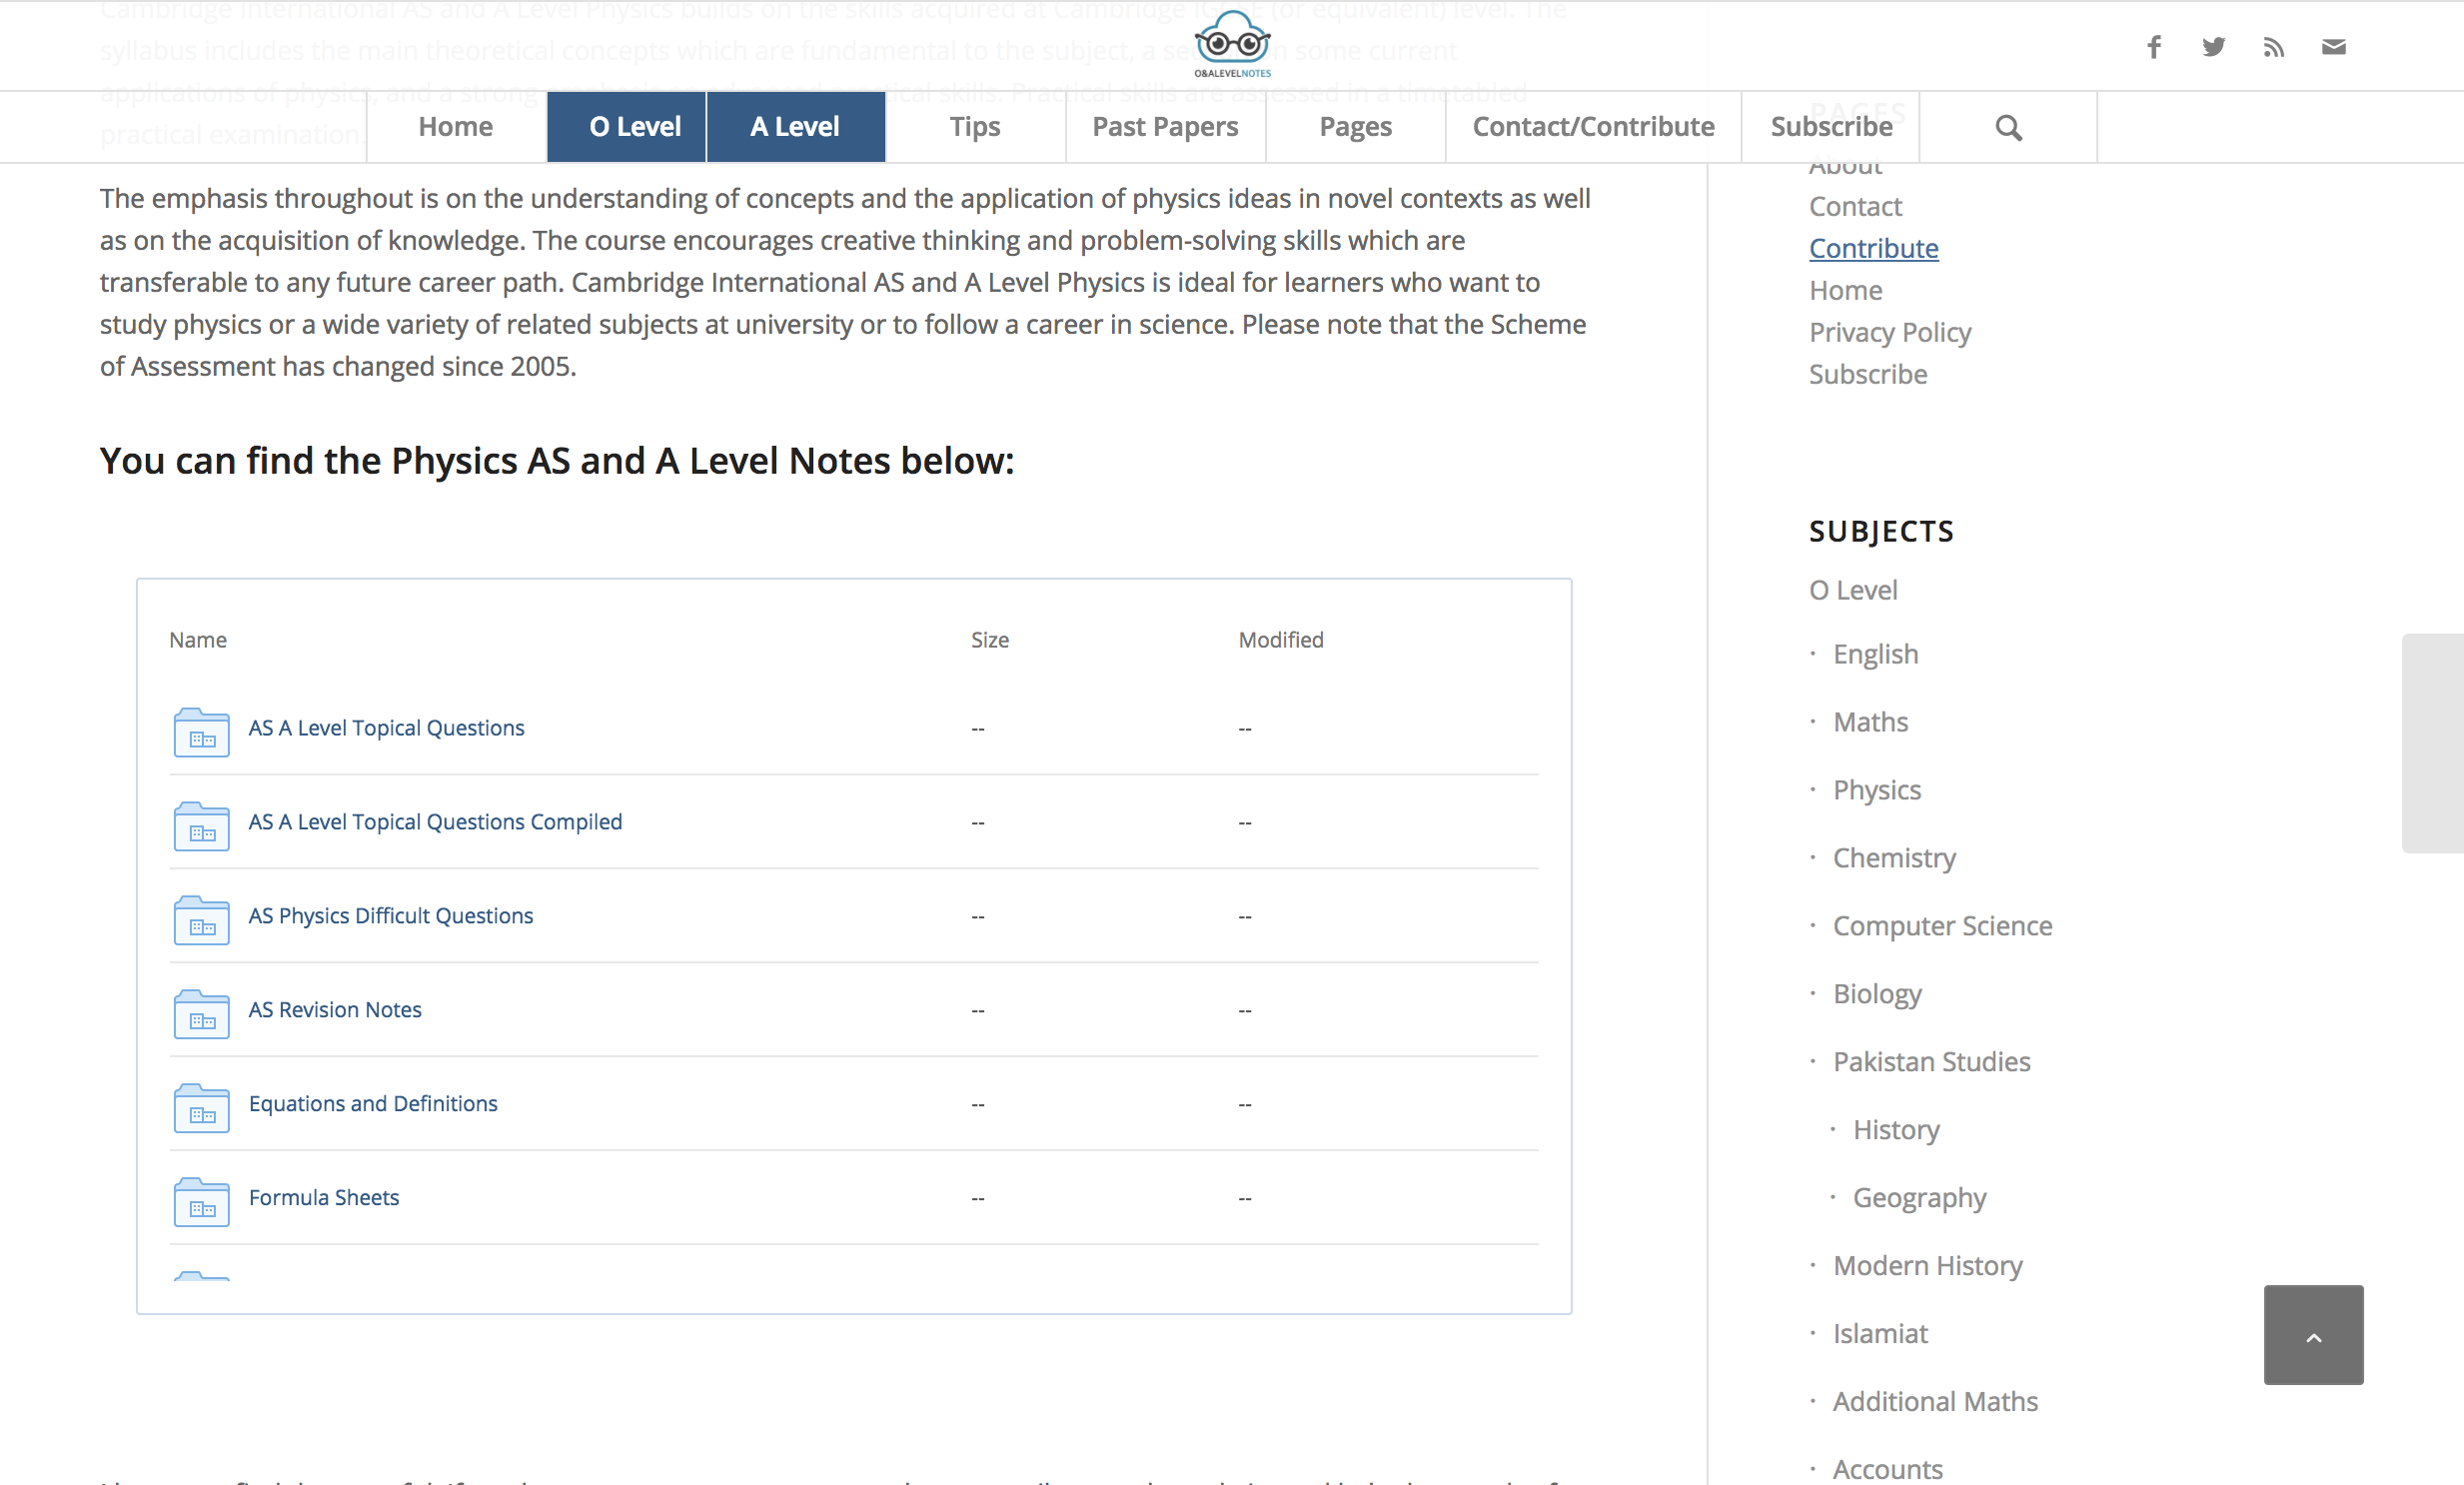 Cambridge International AS and A Level Physics builds on the skills acquired at Cambridge IGCSE (or equivalent) level. The
syllabus includes the main theoretical concepts which are fundamental to the subject, a some current
applications of physics, and a strong skills. Practical skills are assessed in a timetabled
practical examination.
O&ALEVELNOTES
Home
O Level
A Level
Tips
Past Papers
Pages
Contact/Contribute
Subscribe
The emphasis throughout is on the understanding of concepts and the application of physics ideas in novel contexts as well
as on the acquisition of knowledge. The course encourages creative thinking and problem-solving skills which are
transferable to any future career path. Cambridge International AS and A Level Physics is ideal for learners who want to
study physics or a wide variety of related subjects at university or to follow a career in science. Please note that the Scheme
of Assessment has changed since 2005.
You can find the Physics AS and A Level Notes below:
Name Size Modified
AS A Level Topical Questions -- --
AS A Level Topical Questions Compiled -- --
AS Physics Difficult Questions -- --
AS Revision Notes -- --
Equations and Definitions -- --
Formula Sheets -- --
PAGES
About
Contact
Contribute
Home
Privacy Policy
Subscribe
SUBJECTS
O Level
· English
· Maths
· Physics
· Chemistry
· Computer Science
· Biology
· Pakistan Studies
· History
· Geography
· Modern History
· Islamiat
· Additional Maths
· Accounts